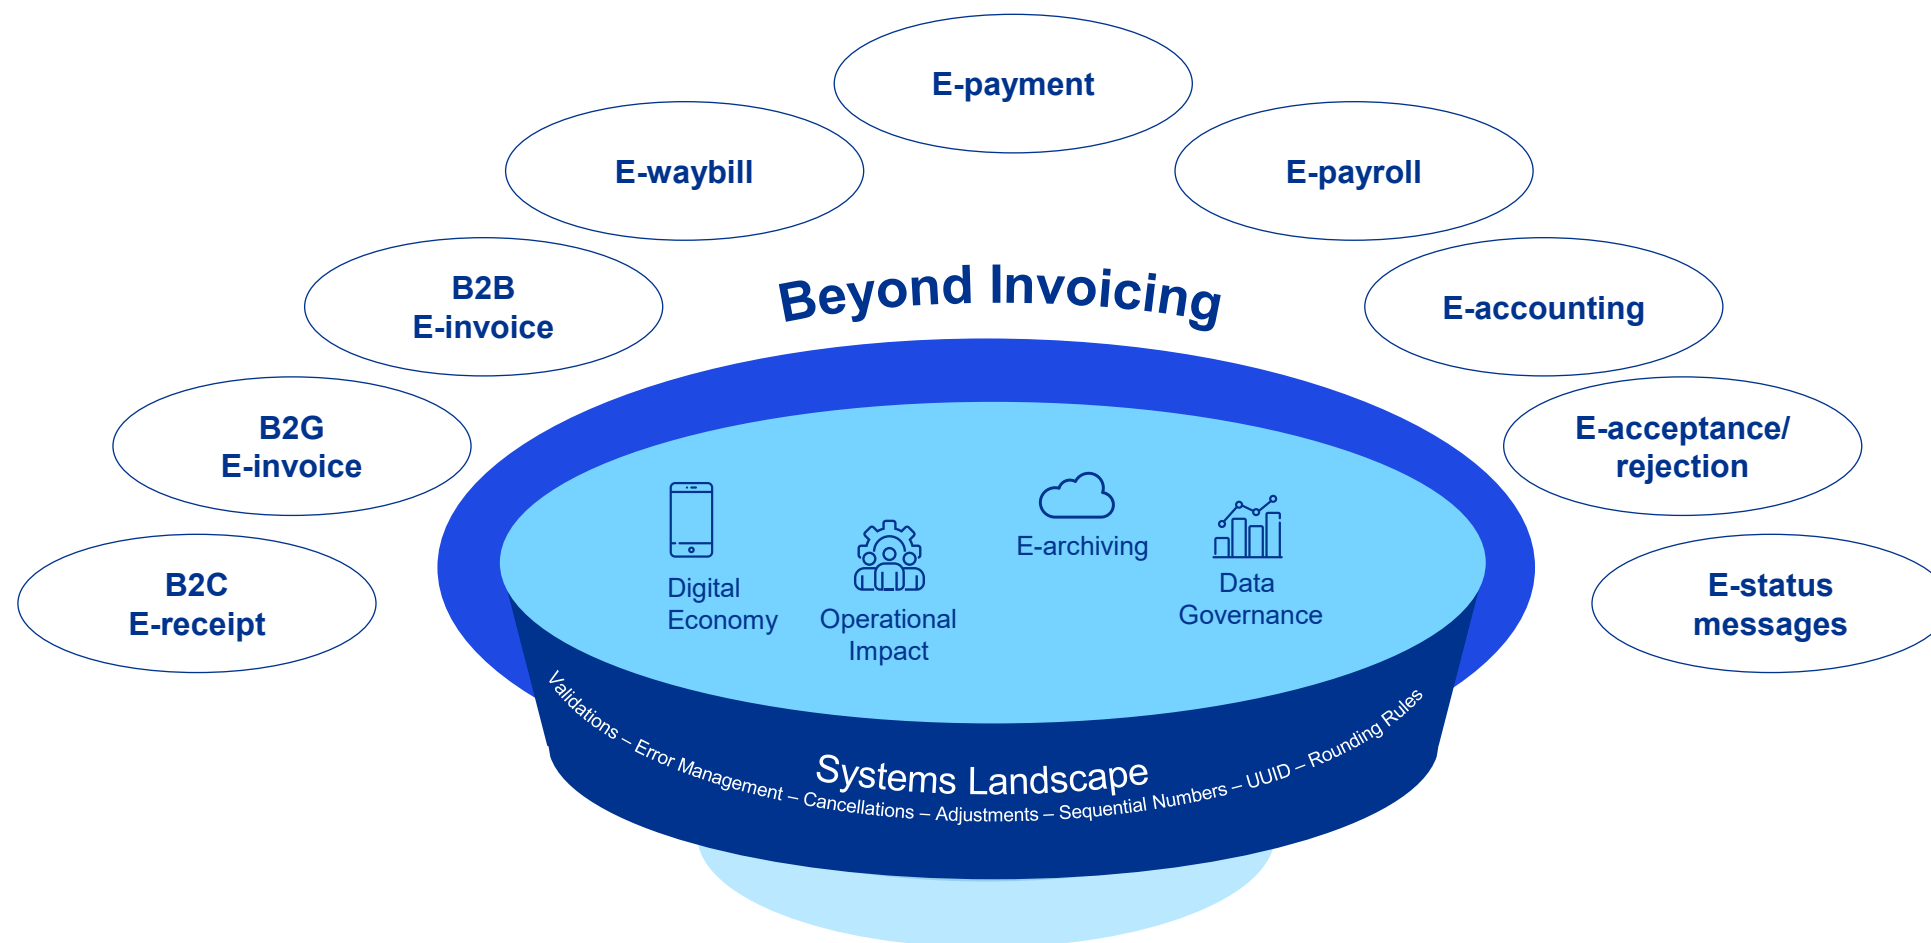 E-payment
E-waybill
E-payroll
B2B
E-invoice
Beyond Invoicing
E-accounting
B2G
E-invoice
E-acceptance/
rejection
B2C
E-receipt
E-status
messages
Digital
Economy
Operational
Impact
E-archiving
Data
Governance
Systems Landscape
Validations – Error Management – Cancellations – Adjustments – Sequential Numbers – UUID – Rounding Rules